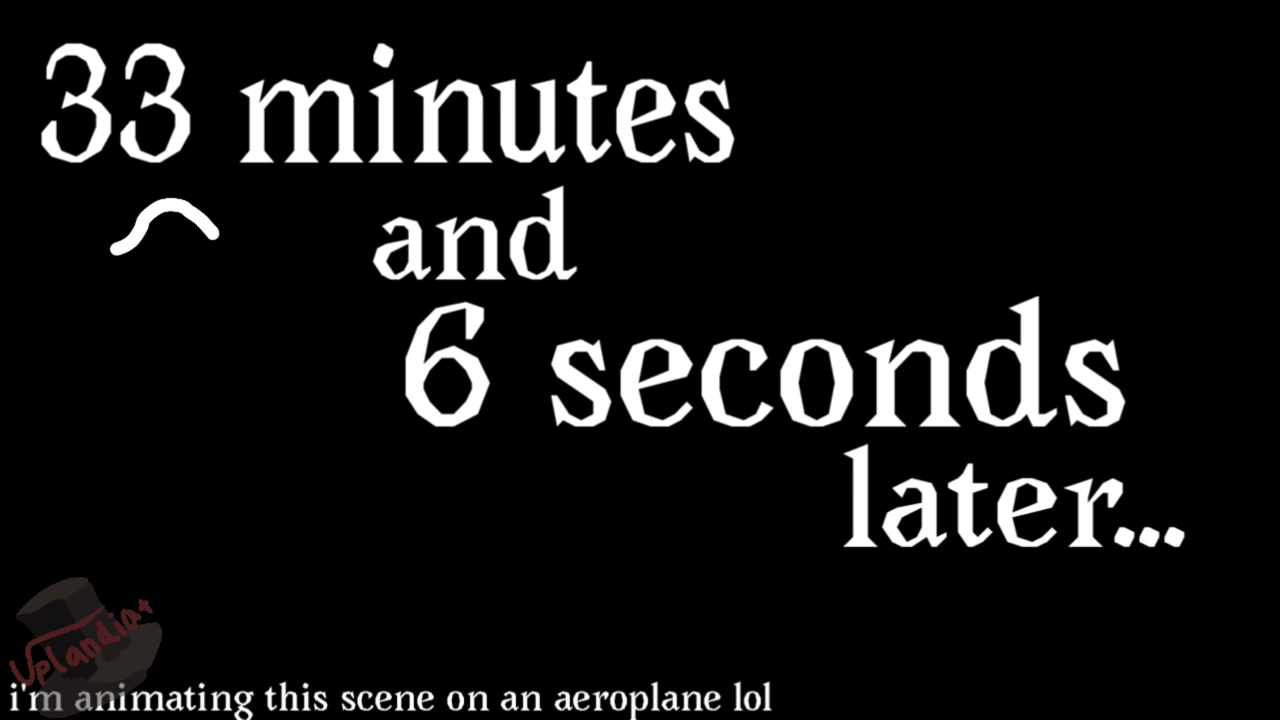 33 minutes
and
6 seconds
later...
Uplandia+
i'm animating this scene on an aeroplane lol